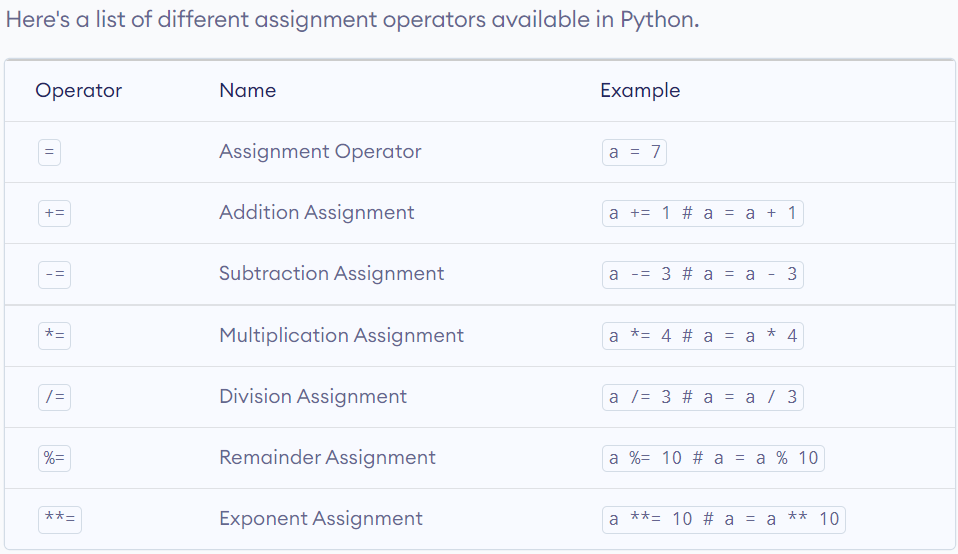 Here's a list of different assignment operators available in Python.
Operator Name Example
= Assignment Operator a = 7
+= Addition Assignment a += 1 # a = a + 1
-= Subtraction Assignment a -= 3 # a = a - 3
*= Multiplication Assignment a *= 4 # a = a * 4
/= Division Assignment a /= 3 # a = a / 3
%= Remainder Assignment a %= 10 # a = a % 10
**= Exponent Assignment a **= 10 # a = a ** 10